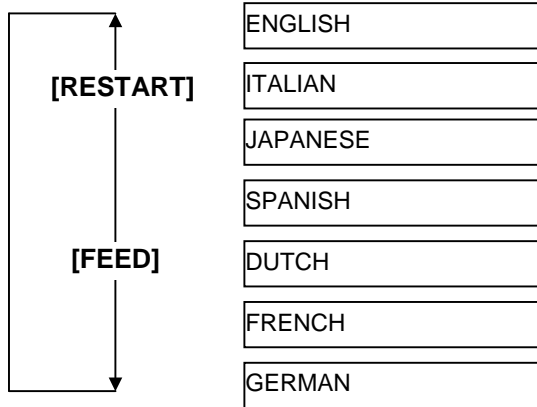 ENGLISH
[RESTART]
ITALIAN
JAPANESE
SPANISH
[FEED]
DUTCH
FRENCH
GERMAN